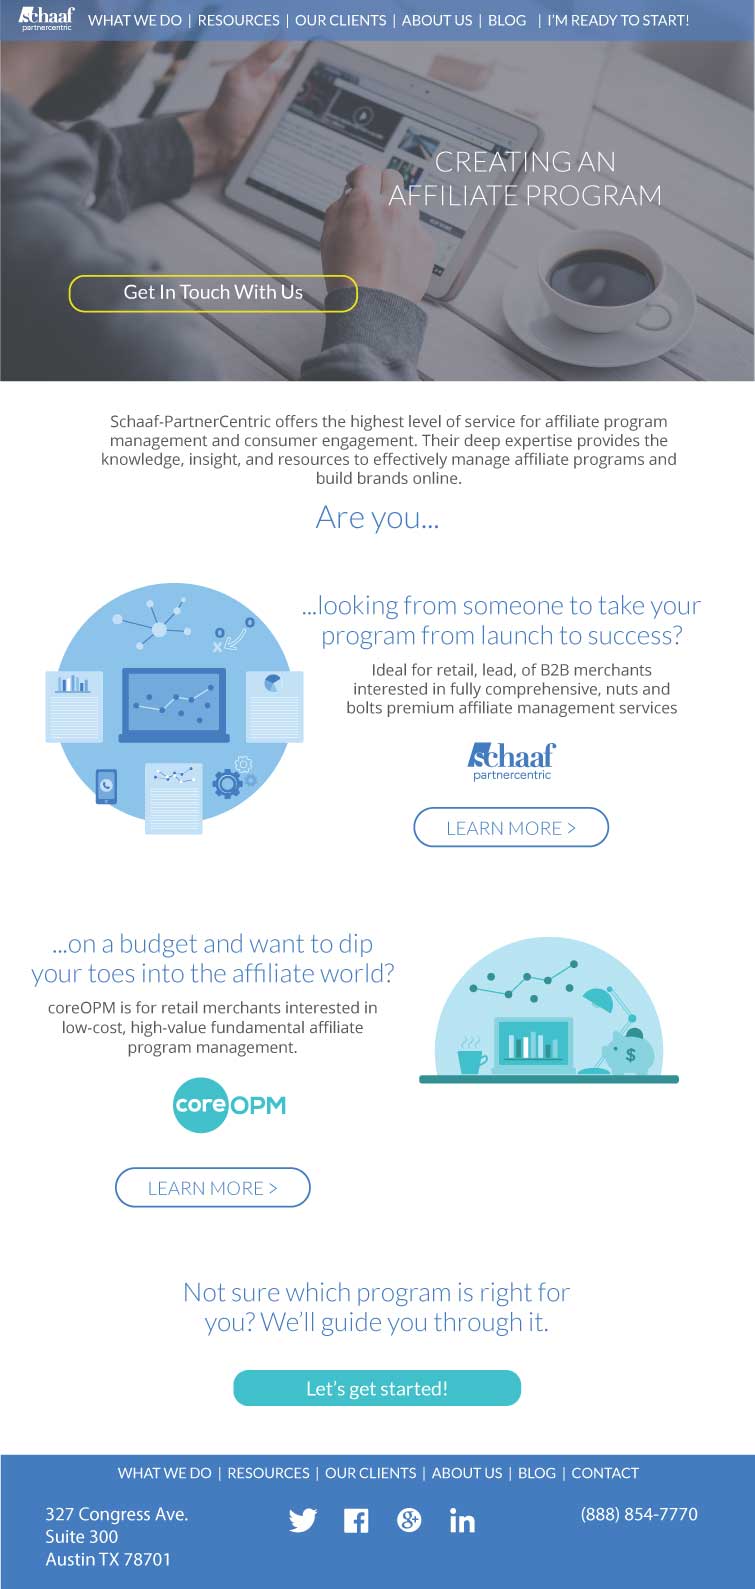 Schaaf
partnercentric
WHAT WE DO | RESOURCES | OUR CLIENTS | ABOUT US | BLOG | I'M READY TO START!
CREATING AN
AFFILIATE PROGRAM
Get In Touch With Us
Schaaf-PartnerCentric offers the highest level of service for affiliate program
management and consumer engagement. Their deep expertise provides the
knowledge, insight, and resources to effectively manage affiliate programs and
build brands online.
Are you...
...looking from someone to take your
program from launch to success?
Ideal for retail, lead, of B2B merchants
interested in fully comprehensive, nuts and
bolts premium affiliate management services
Schaaf
partnercentric
LEARN MORE >
...on a budget and want to dip
your toes into the affiliate world?
coreOPM is for retail merchants interested in
low-cost, high-value fundamental affiliate
program management.
$
coreOPM
LEARN MORE >
Not sure which program is right for
you? We'll guide you through it.
Let's get started!
WHAT WE DO | RESOURCES | OUR CLIENTS | ABOUT US | BLOG | CONTACT
327 Congress Ave.
Suite 300
Austin TX 78701
(888) 854-7770